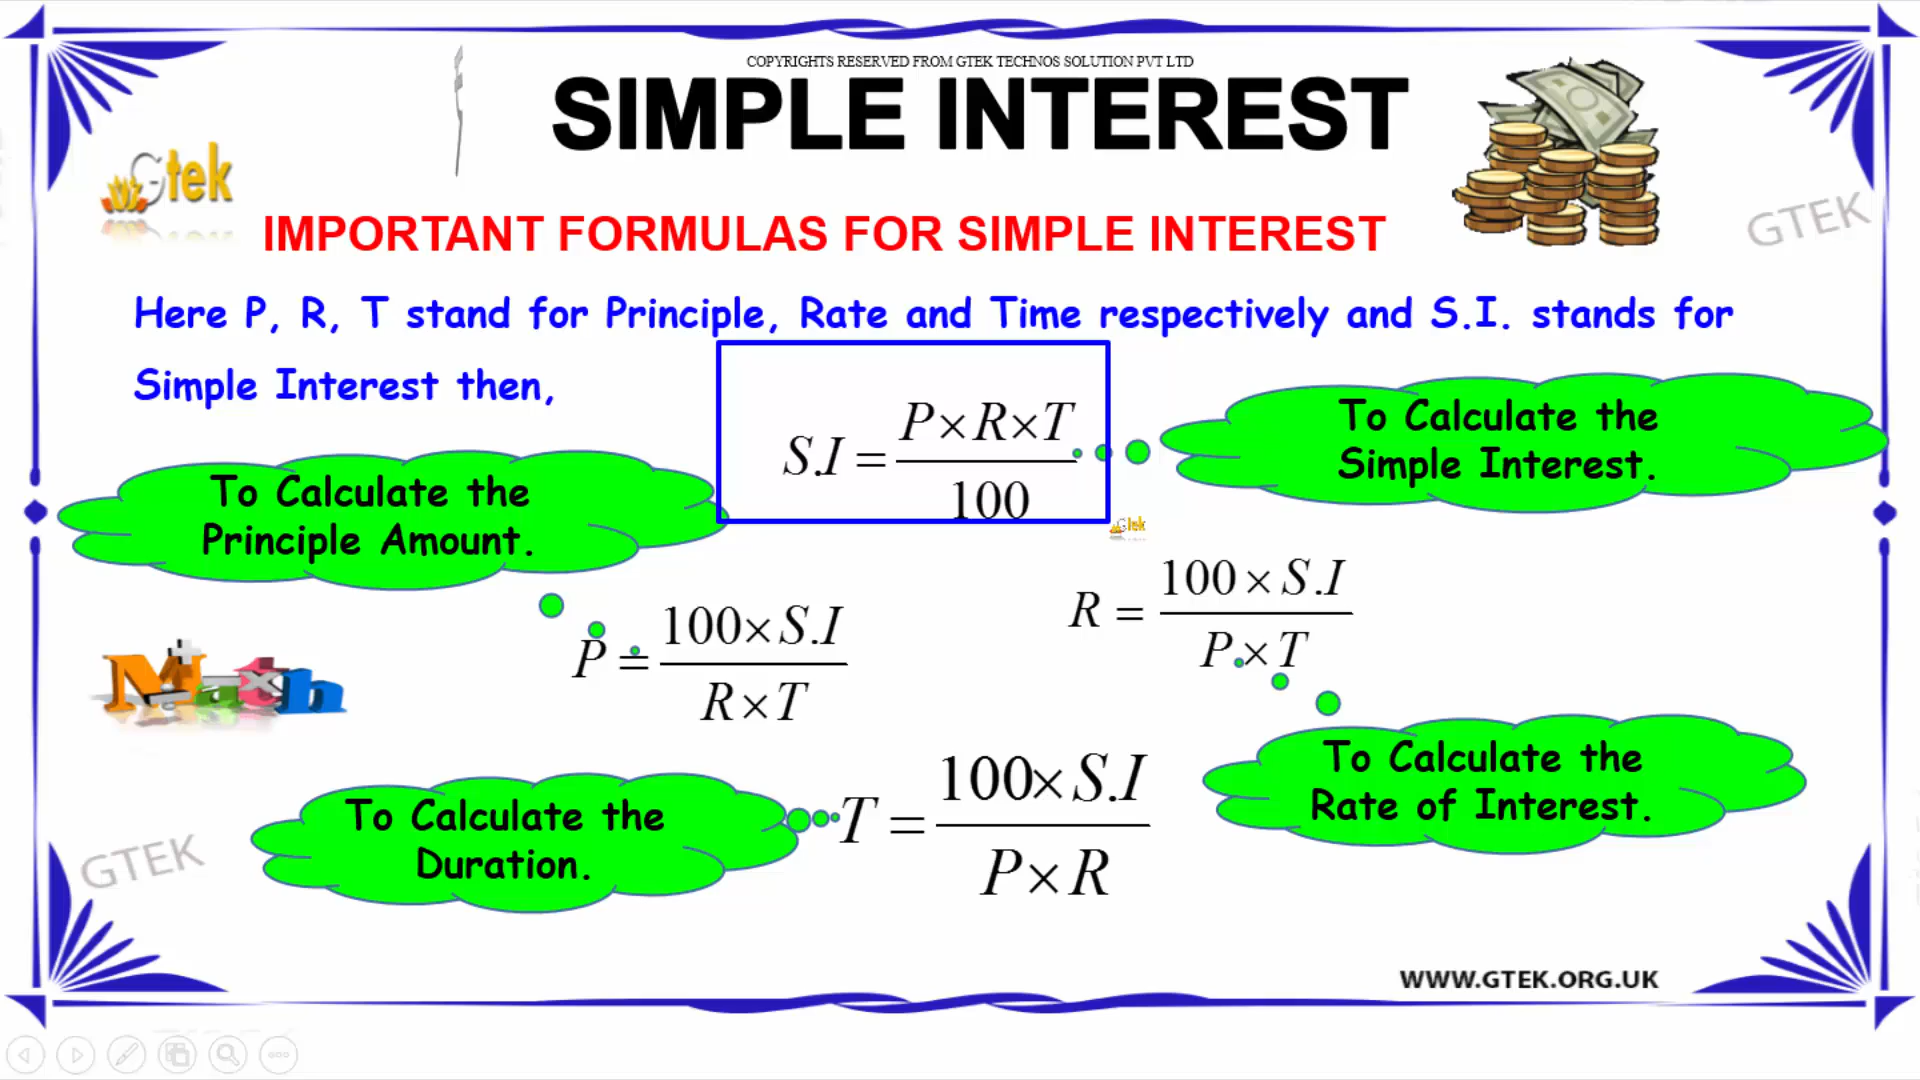 COPYRIGHTS RESERVED FROM GTEK TECHNOS SOLUTION PVT LTD
SIMPLE INTEREST
Gtek
GTEK
IMPORTANT FORMULAS FOR SIMPLE INTEREST
Here P, R, T stand for Principle, Rate and Time respectively and S.I. stands for
Simple Interest then,
S.I = P×R×T / 100
To Calculate the
Simple Interest.
To Calculate the
Principle Amount.
Gtek
P = 100×S.I / R×T
R = 100×S.I / P×T
Math
To Calculate the
Rate of Interest.
To Calculate the
Duration.
T = 100×S.I / P×R
GTEK
WWW.GTEK.ORG.UK